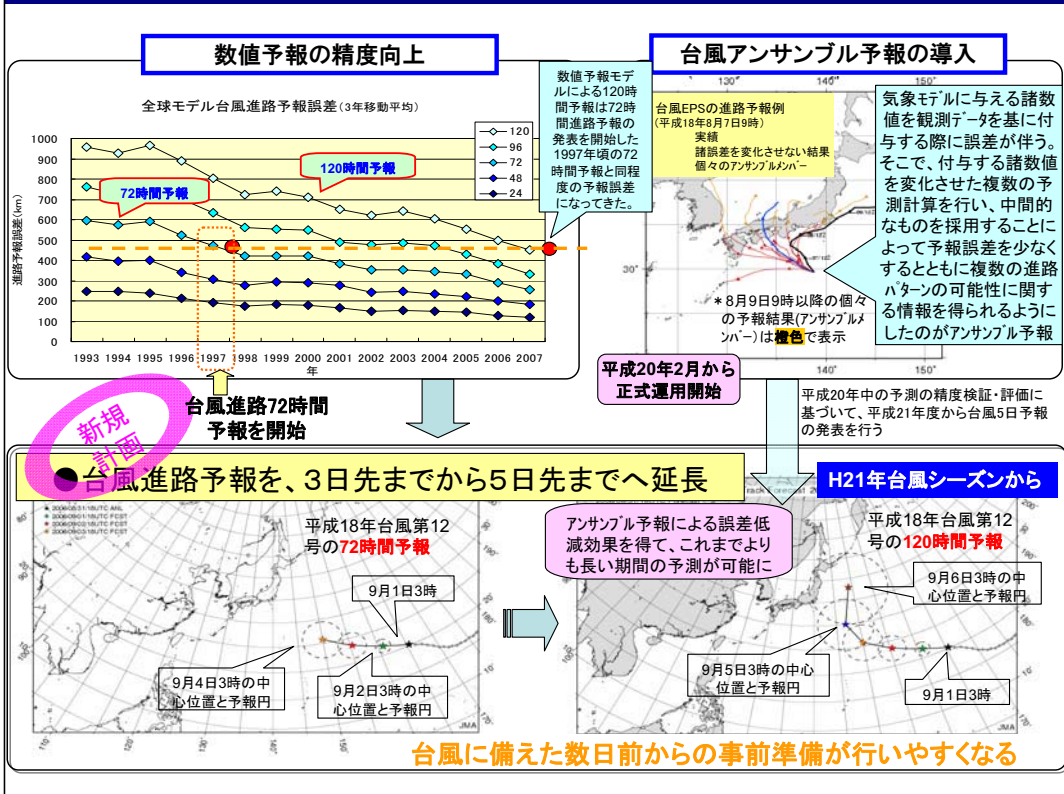 数値予報の精度向上
全球モデル台風進路予報誤差(3年移動平均)
進路予報誤差(km)
1000
900
800
700
600
500
400
300
200
100
0
1993 1994 1995 1996 1997 1998 1999 2000 2001 2002 2003 2004 2005 2006 2007
年
120
96
72
48
24
72時間予報
120時間予報
数値予報モデ
ルによる120時
間予報は72時
間進路予報の
発表を開始した
1997年頃の72
時間予報と同程
度の予報誤差
になってきた。
台風進路72時間
予報を開始
台風アンサンブル予報の導入
130°
140°
150°
30°
140°
150°
台風EPSの進路予報例
(平成18年8月7日9時)
実績
諸誤差を変化させない結果
個々のアンサンブルメンバー
*8月9日9時以降の個々
の予報結果(アンサンブルメ
ンバー)は橙色で表示
気象モデルに与える諸数
値を観測データを基に付
与する際に誤差が伴う。
そこで、付与する諸数値
を変化させた複数の予
測計算を行い、中間的
なものを採用することに
よって予報誤差を少なく
するとともに複数の進路
パターンの可能性に関す
る情報を得られるように
したのがアンサンブル予報
平成20年2月から
正式運用開始
平成20年中の予測の精度検証・評価に
基づいて、平成21年度から台風5日予報
の発表を行う
新規
計画
●台風進路予報を、3日先までから5日先までへ延長
H21年台風シーズンから
2006/08/31/18UTC ANL
2006/09/01/18UTC FCST
2006/09/02/18UTC FCST
2006/09/03/18UTC FCST
平成18年台風第12
号の72時間予報
9月1日3時
9月4日3時の中
心位置と予報円
9月2日3時の中
心位置と予報円
JMA
アンサンブル予報による誤差低
減効果を得て、これまでより
も長い期間の予測が可能に
平成18年台風第12
号の120時間予報
9月6日3時の中
心位置と予報円
9月5日3時の中心
位置と予報円
9月1日3時
JMA
台風に備えた数日前からの事前準備が行いやすくなる